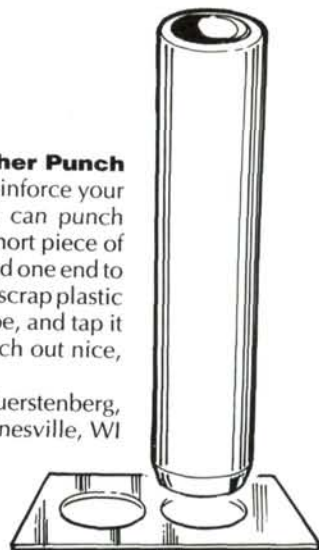 her Punch
inforce your
can punch
hort piece of
d one end to
scrap plastic
be, and tap it
ch out nice,
uerstenberg,
nesville, WI